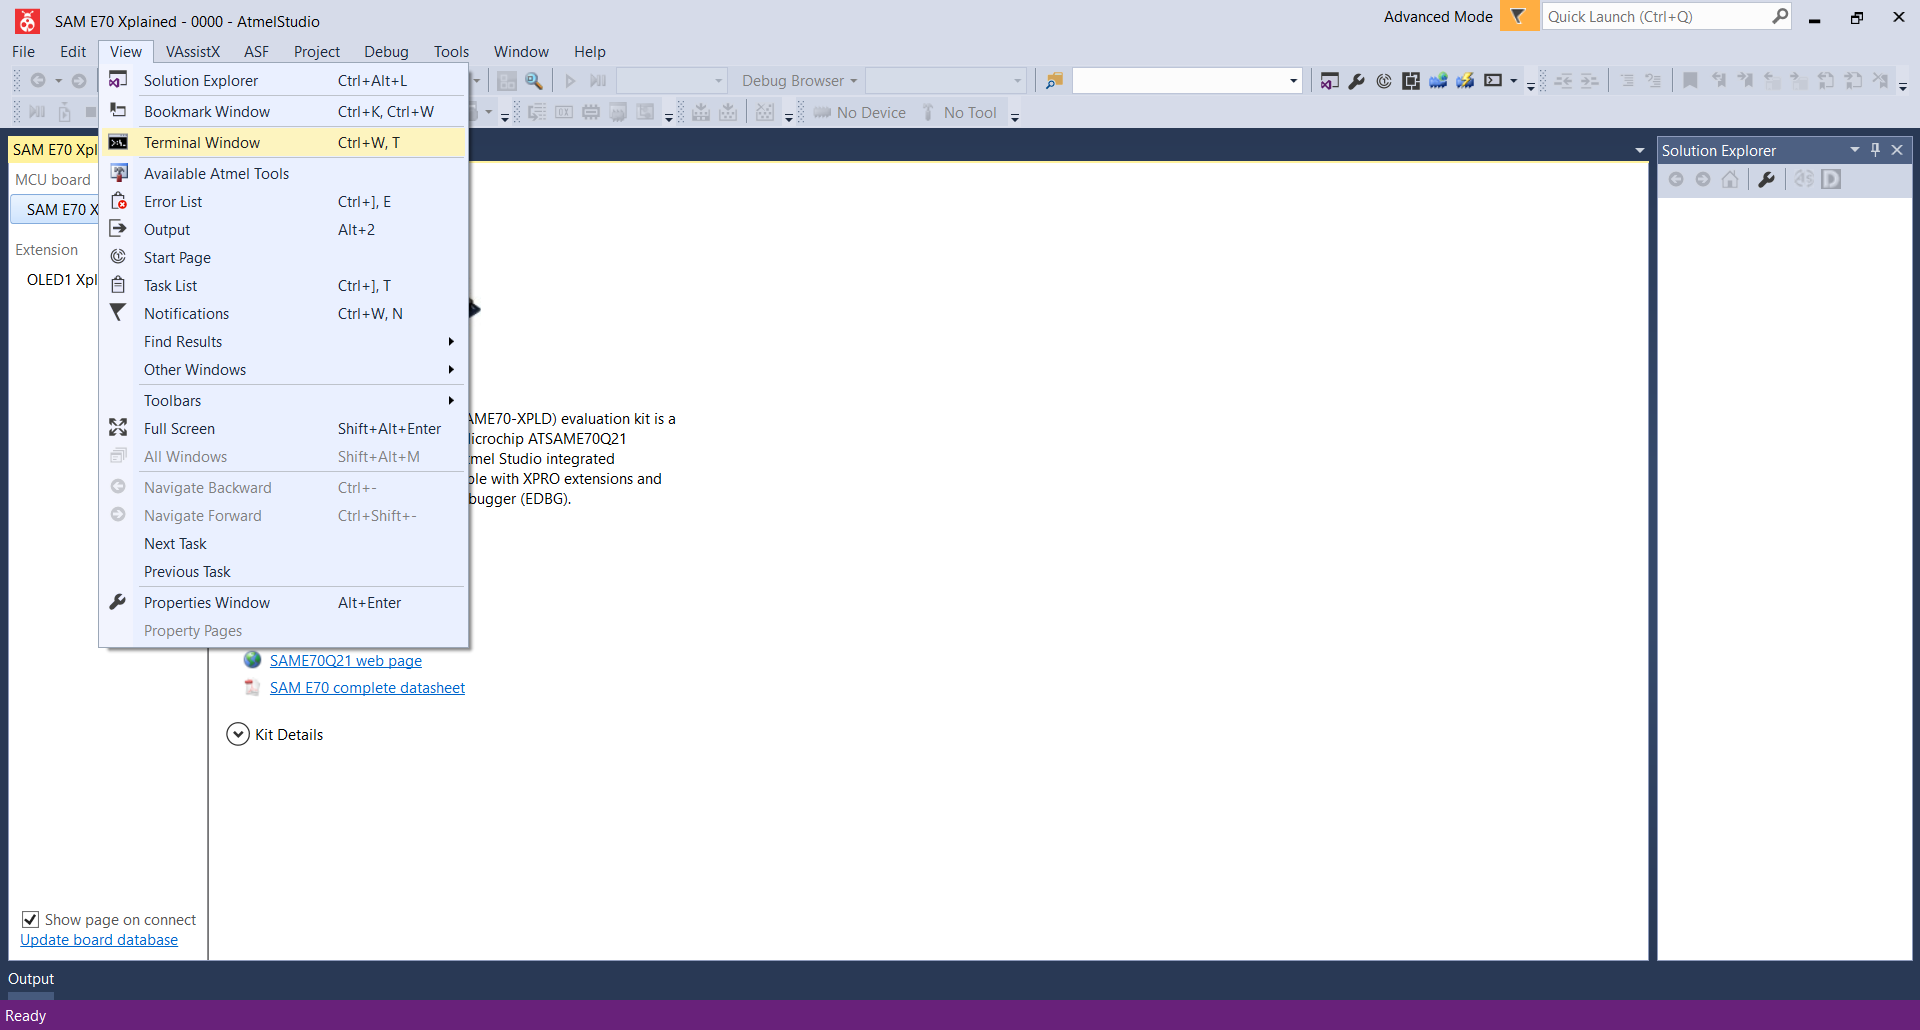 SAM E70 Xplained - 0000 - AtmelStudio
Advanced Mode
Quick Launch (Ctrl+Q)
File Edit View VAssistX ASF Project Debug Tools Window Help
Debug Browser
No Device
No Tool
Solution Explorer Ctrl+Alt+L
Bookmark Window Ctrl+K, Ctrl+W
Terminal Window Ctrl+W, T
Available Atmel Tools
Error List Ctrl+], E
Output Alt+2
Start Page
Task List Ctrl+], T
Notifications Ctrl+W, N
Find Results
Other Windows
Toolbars
Full Screen Shift+Alt+Enter
All Windows Shift+Alt+M
Navigate Backward Ctrl+-
Navigate Forward Ctrl+Shift+-
Next Task
Previous Task
Properties Window Alt+Enter
Property Pages
SAM E70 Xpl
MCU board
SAM E70 X
Extension
OLED1 Xpl
AME70-XPLD) evaluation kit is a
icrochip ATSAME70Q21
mel Studio integrated
ble with XPRO extensions and
bugger (EDBG).
SAME70Q21 web page
SAM E70 complete datasheet
Kit Details
Show page on connect
Update board database
Solution Explorer
Output
Ready